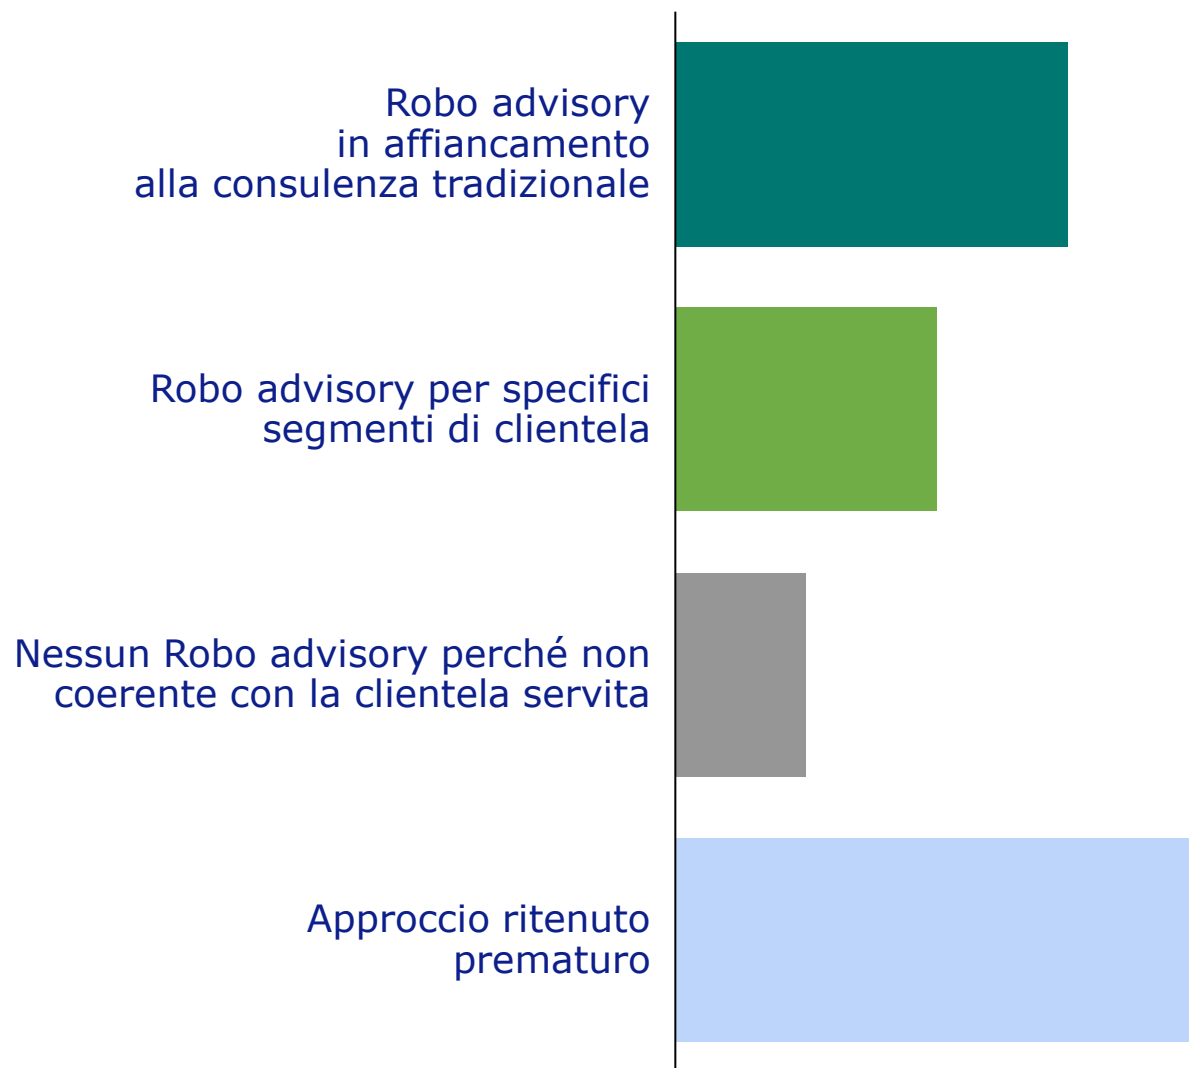 Robo advisory
in affiancamento
alla consulenza tradizionale
Robo advisory per specifici
segmenti di clientela
Nessun Robo advisory perché non
coerente con la clientela servita
Approccio ritenuto
prematuro